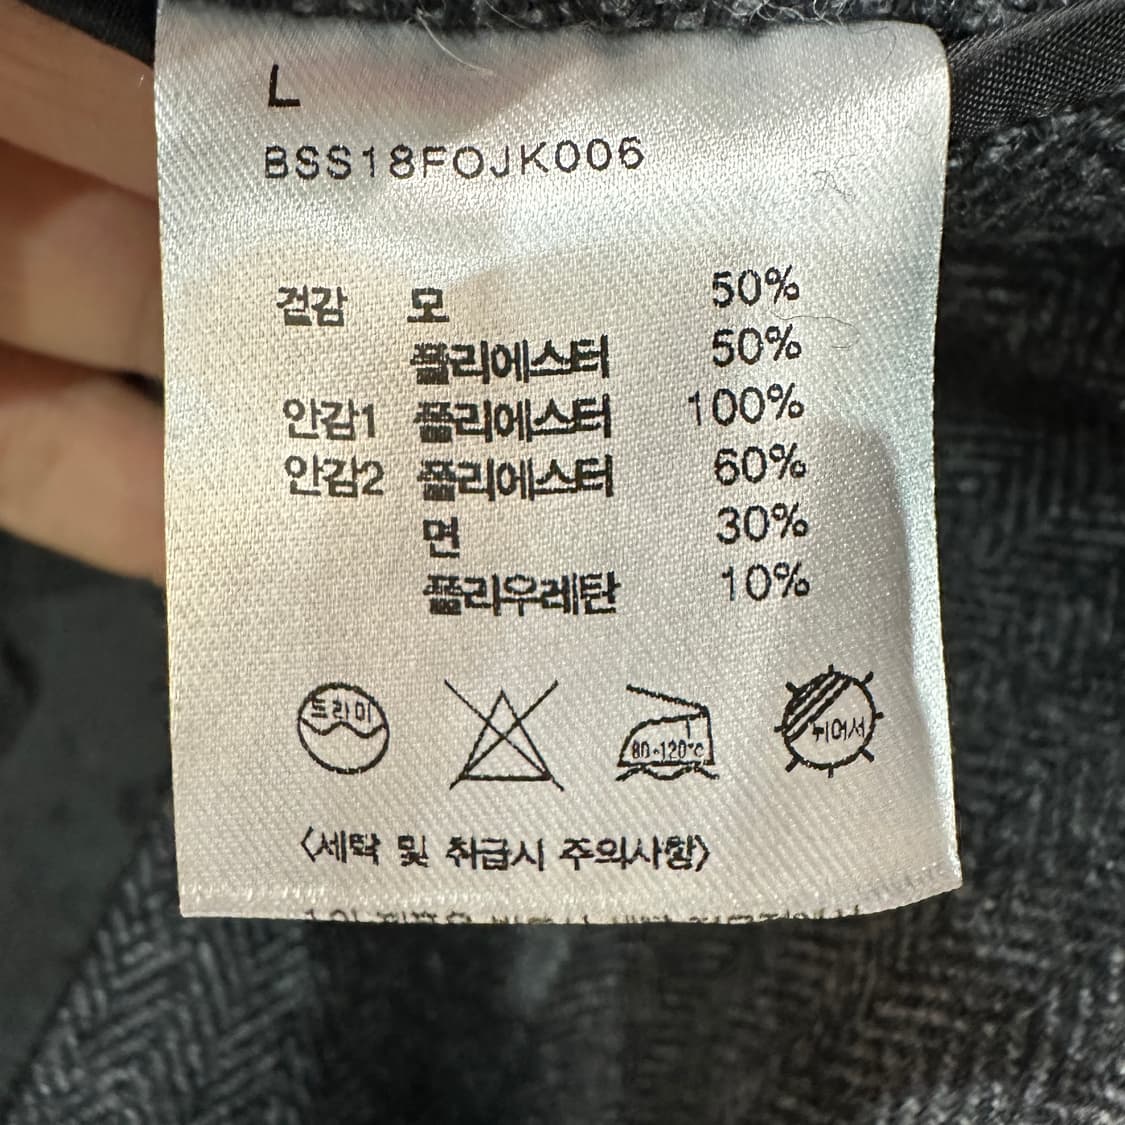 L
BSS18FOJK006
겉감 모 50%
폴리에스터 50%
안감1 폴리에스터 100%
안감2 폴리에스터 60%
면 30%
폴리우레탄 10%
드라이
80~120℃
뉘어서
<세탁 및 취급시 주의사항>